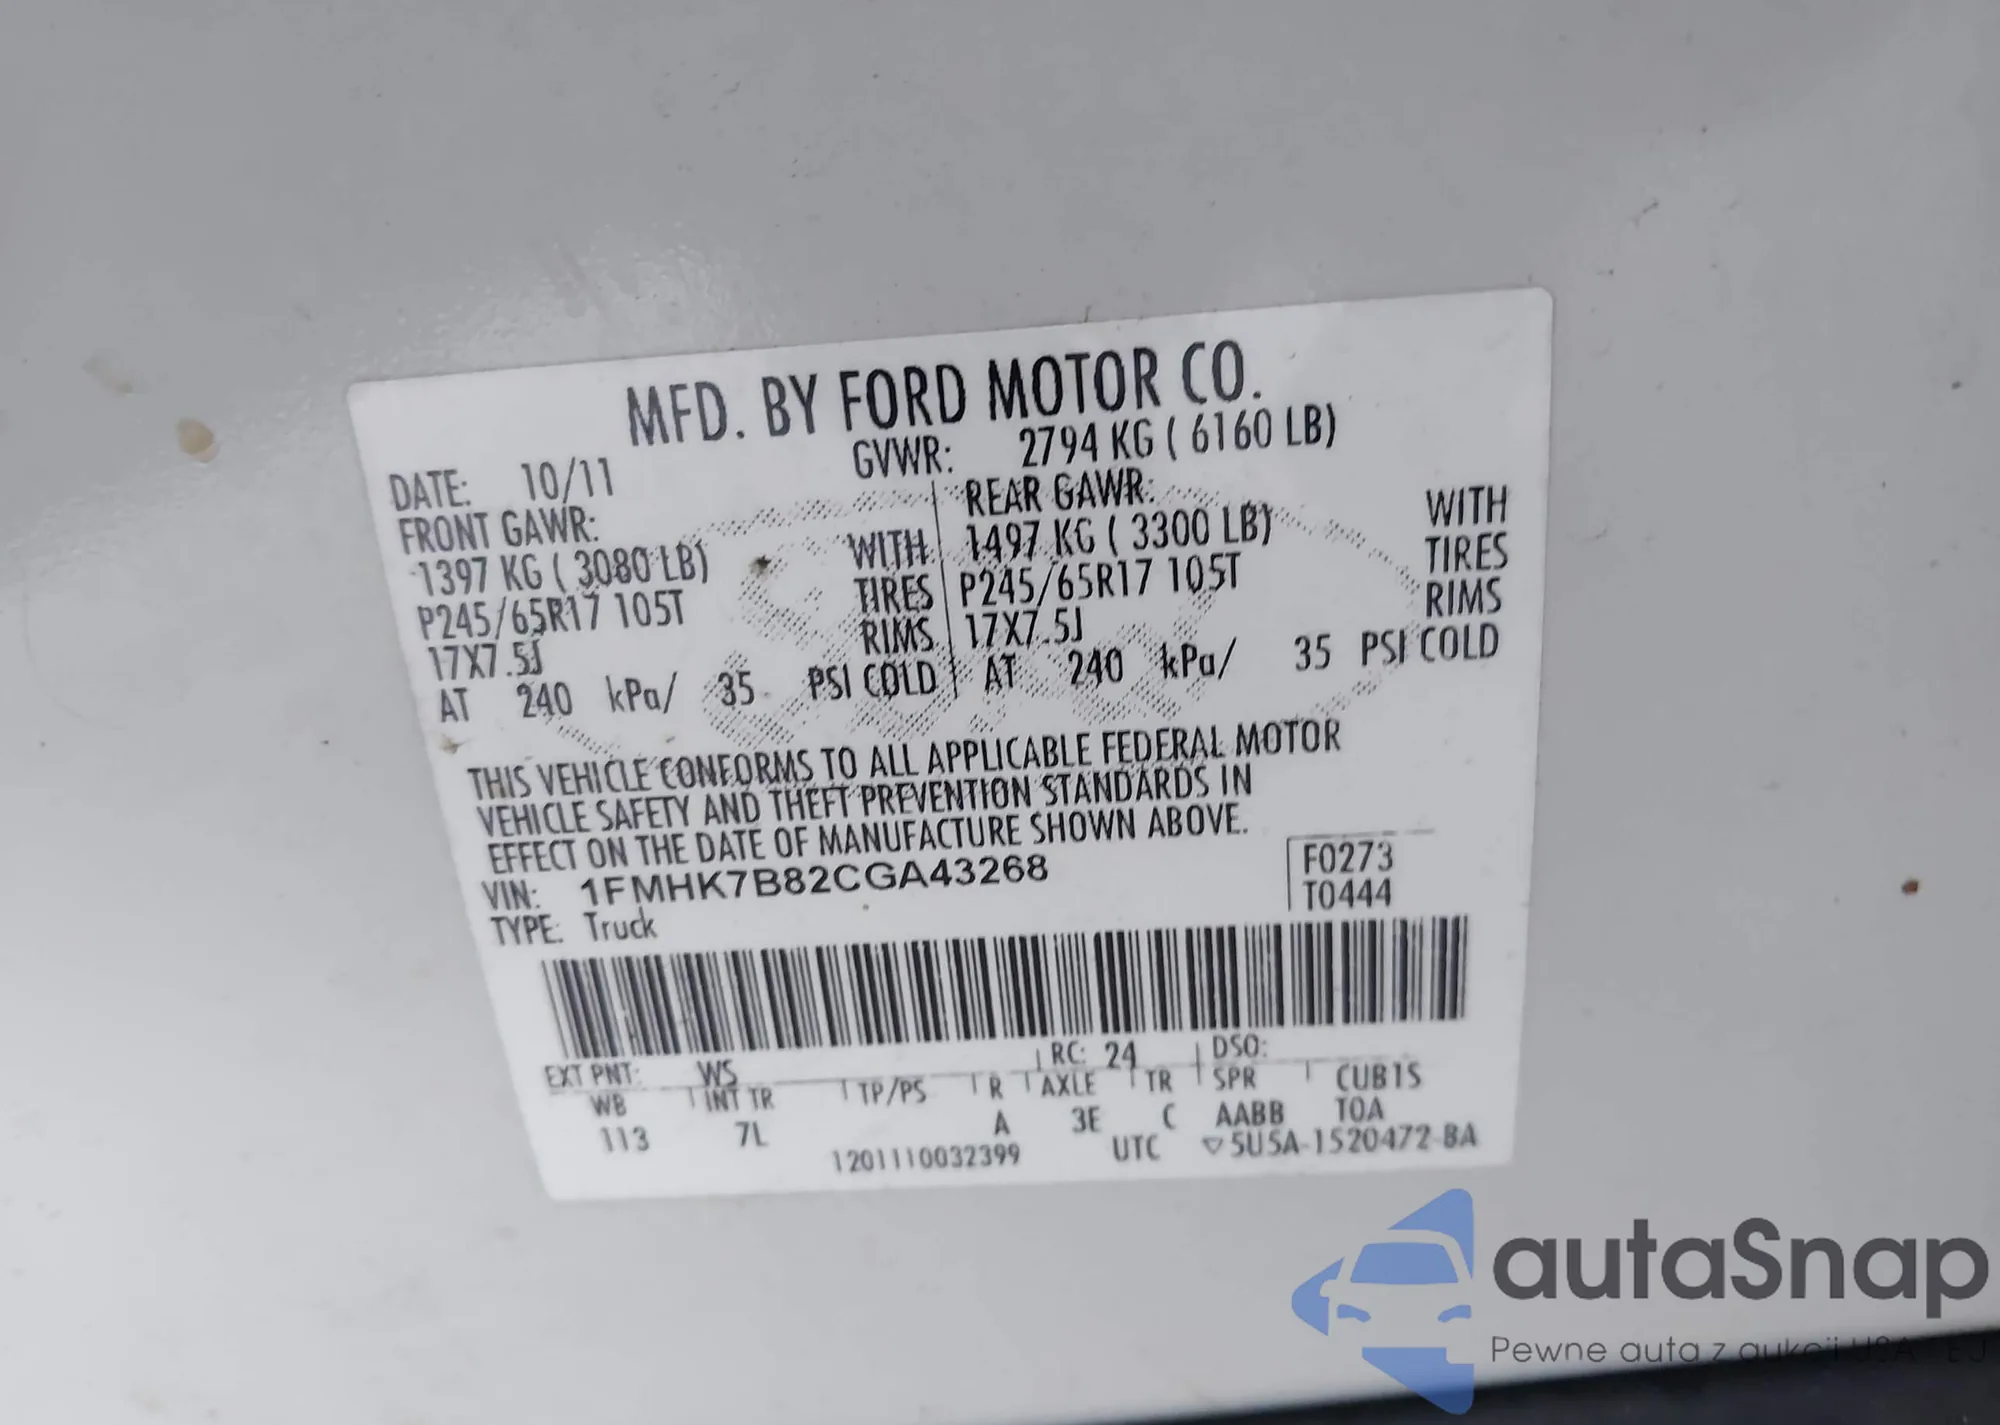 MFD. BY FORD MOTOR CO.
DATE: 10/11 GVWR: 2794 KG ( 6160 LB)
FRONT GAWR: REAR GAWR:
1397 KG ( 3080 LB) WITH 1497 KG ( 3300 LB) WITH
P245/65R17 105T TIRES P245/65R17 105T TIRES
17X7.5J RIMS 17X7.5J RIMS
AT 240 kPa/ 35 PSI COLD AT 240 kPa/ 35 PSI COLD
THIS VEHICLE CONFORMS TO ALL APPLICABLE FEDERAL MOTOR
VEHICLE SAFETY AND THEFT PREVENTION STANDARDS IN
EFFECT ON THE DATE OF MANUFACTURE SHOWN ABOVE.
VIN: 1FMHK7B82CGA43268 F0273
TYPE: Truck T0444
EXT PNT: WS RC: 24 DSO:
WB INT TR TP/PS R AXLE TR SPR CUB1S
113 7L A 3E C AABB T0A
1201110032399 UTC ▽5U5A-1520472-BA
autaSnap
Pewne auta z aukcji USA EU